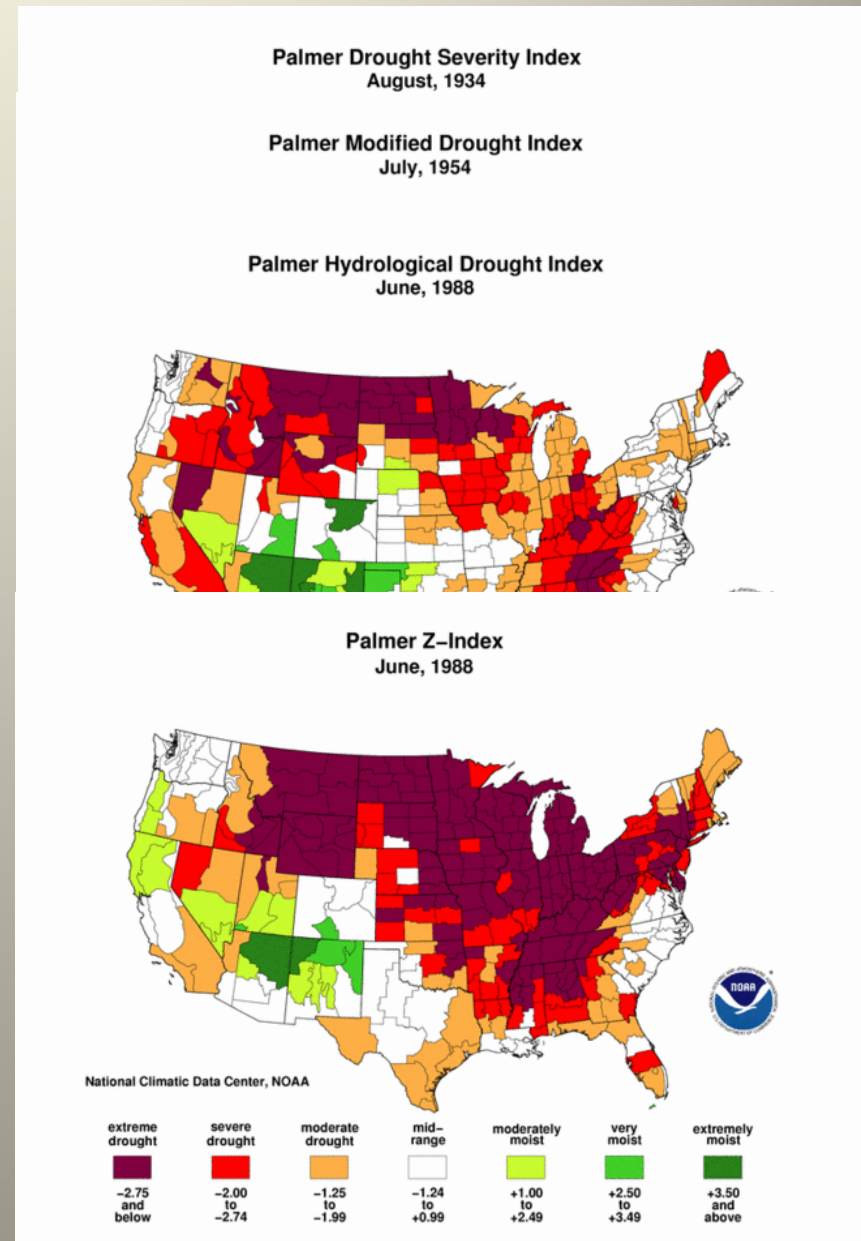 Palmer Drought Severity Index
August, 1934
Palmer Modified Drought Index
July, 1954
Palmer Hydrological Drought Index
June, 1988
Palmer Z−Index
June, 1988
NOAA
National Climatic Data Center, NOAA
extreme drought
severe drought
moderate drought
mid− range
moderately moist
very moist
extremely moist
−2.75 and below
−2.00 to −2.74
−1.25 to −1.99
−1.24 to +0.99
+1.00 to +2.49
+2.50 to +3.49
+3.50 and above